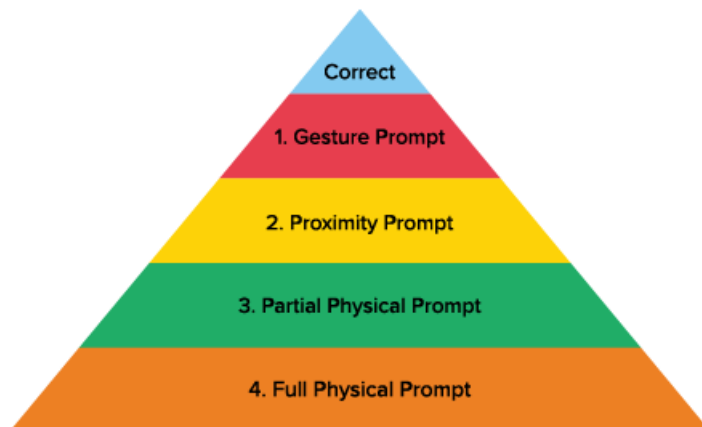 Correct
1. Gesture Prompt
2. Proximity Prompt
3. Partial Physical Prompt
4. Full Physical Prompt